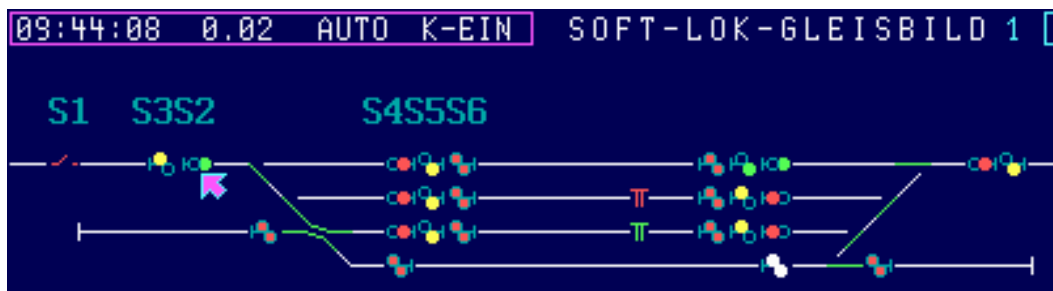 09:44:08 0.02 AUTO K-EIN SOFT-LOK-GLEISBILD 1
S1 S3S2 S4S5S6